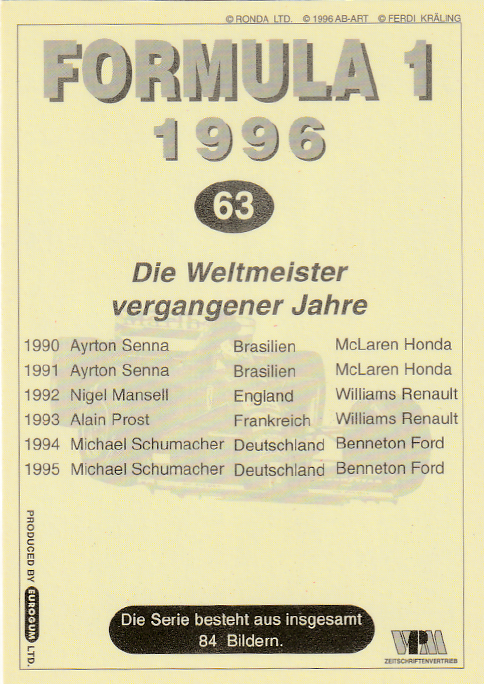 © RONDA LTD. © 1996 AB-ART © FERDI KRÄLING
FORMULA 1
1996
63
Die Weltmeister
vergangener Jahre
1990 Ayrton Senna Brasilien McLaren Honda
1991 Ayrton Senna Brasilien McLaren Honda
1992 Nigel Mansell England Williams Renault
1993 Alain Prost Frankreich Williams Renault
1994 Michael Schumacher Deutschland Benneton Ford
1995 Michael Schumacher Deutschland Benneton Ford
PRODUCED BY EUROGUM LTD.
Die Serie besteht aus insgesamt
84 Bildern.
VPM
ZEITSCHRIFTENVERTRIEB